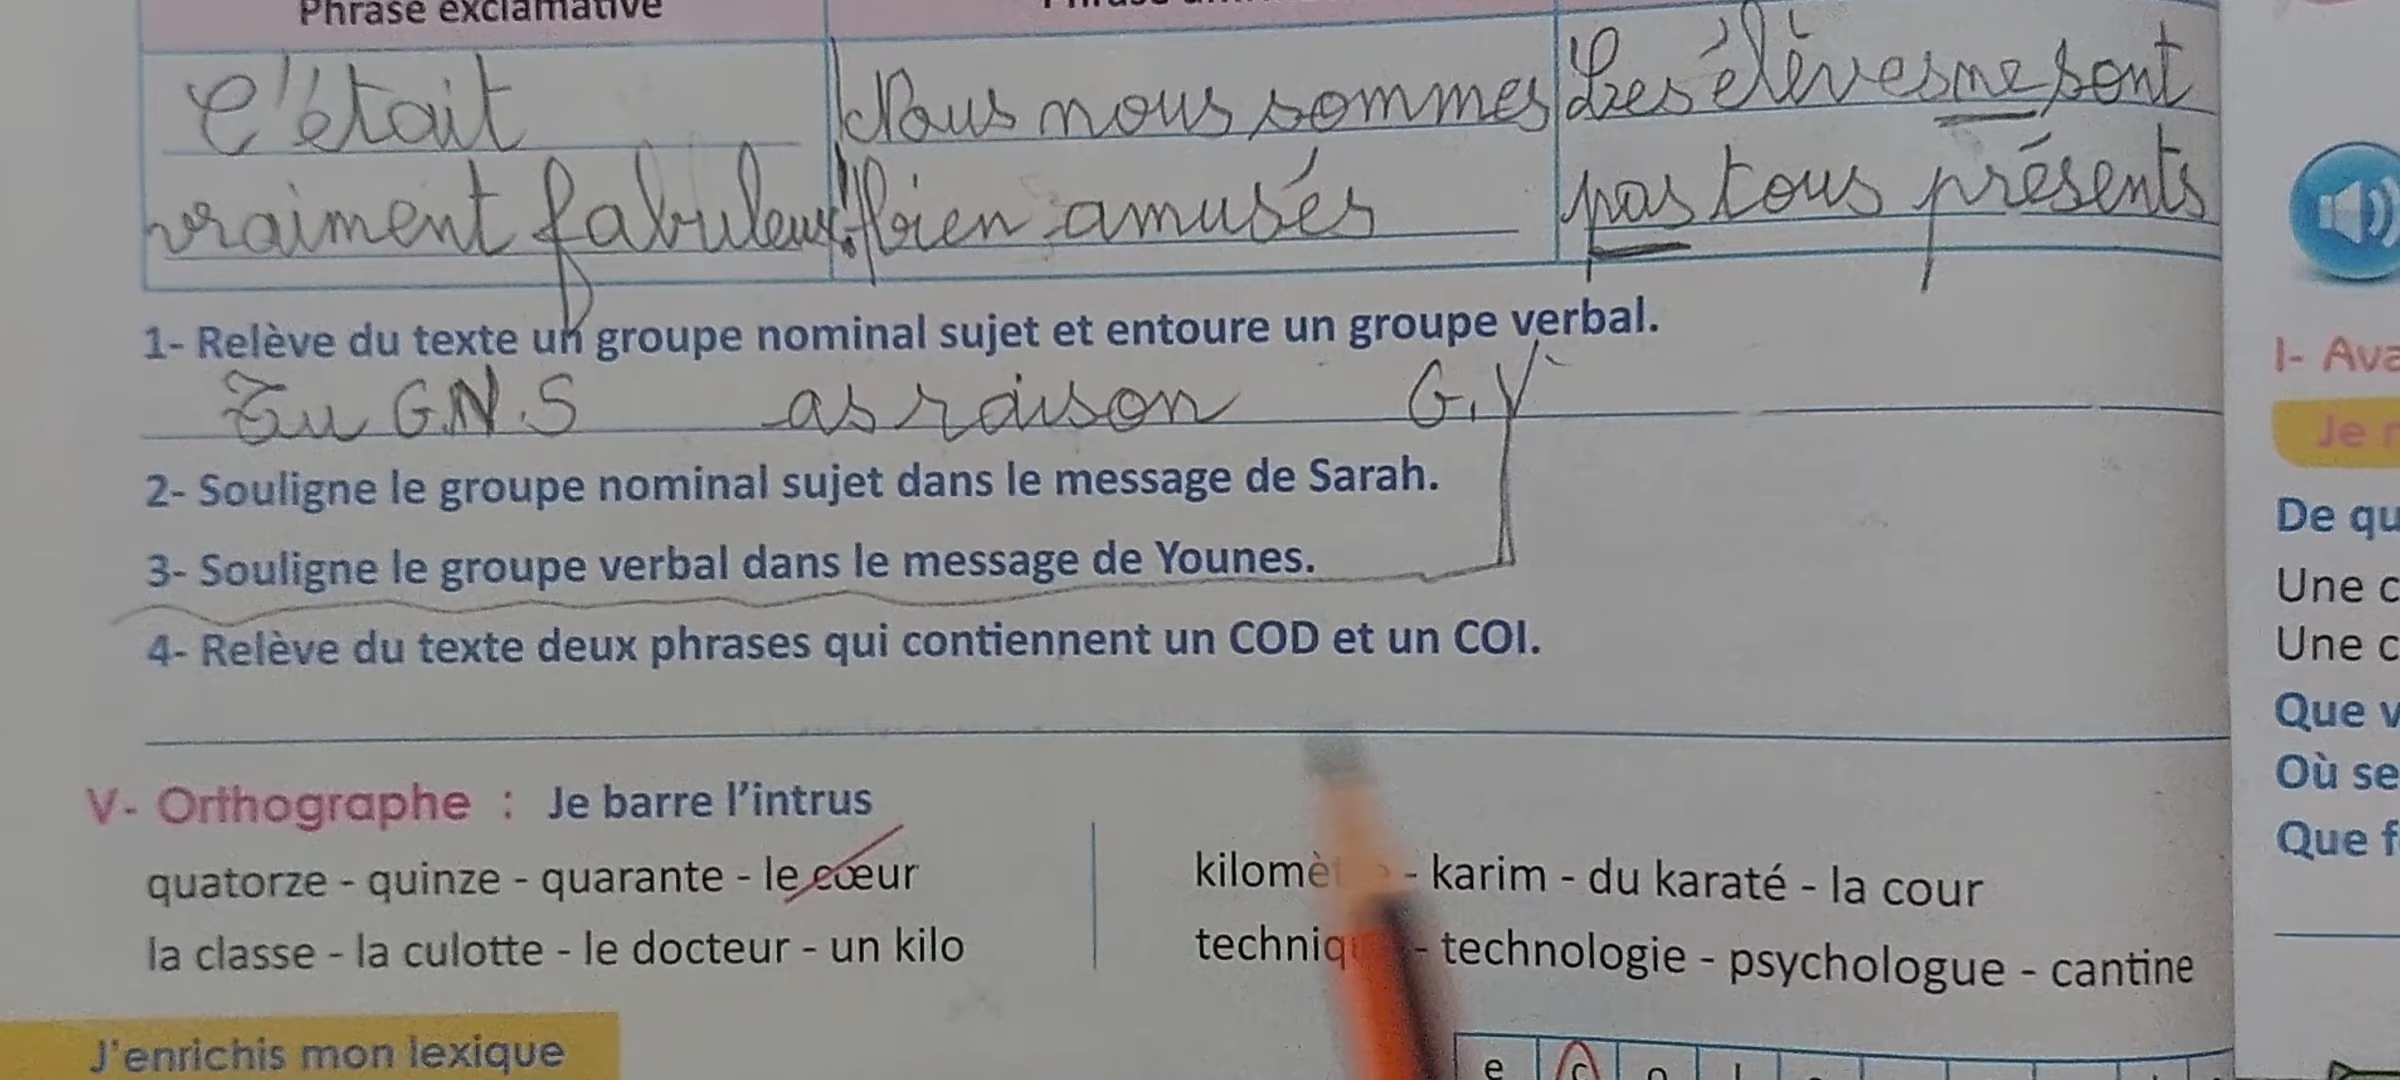 Phrase exclamative
C'était
vraiment fabuleux!
Nous nous sommes
bien amusés
Les élèves ne sont
pas tous présents
1- Relève du texte un groupe nominal sujet et entoure un groupe verbal.
Tu G.N.S as raison G.V
2- Souligne le groupe nominal sujet dans le message de Sarah.
3- Souligne le groupe verbal dans le message de Younes.
4- Relève du texte deux phrases qui contiennent un COD et un COI.
V- Orthographe : Je barre l'intrus
quatorze - quinze - quarante - le cœur
la classe - la culotte - le docteur - un kilo
- karim - du karaté - la cour
- technologie - psychologue - cantine
J'enrichis mon lexique
e c
I-
Je
De
Une
Une
Que
Où
Que